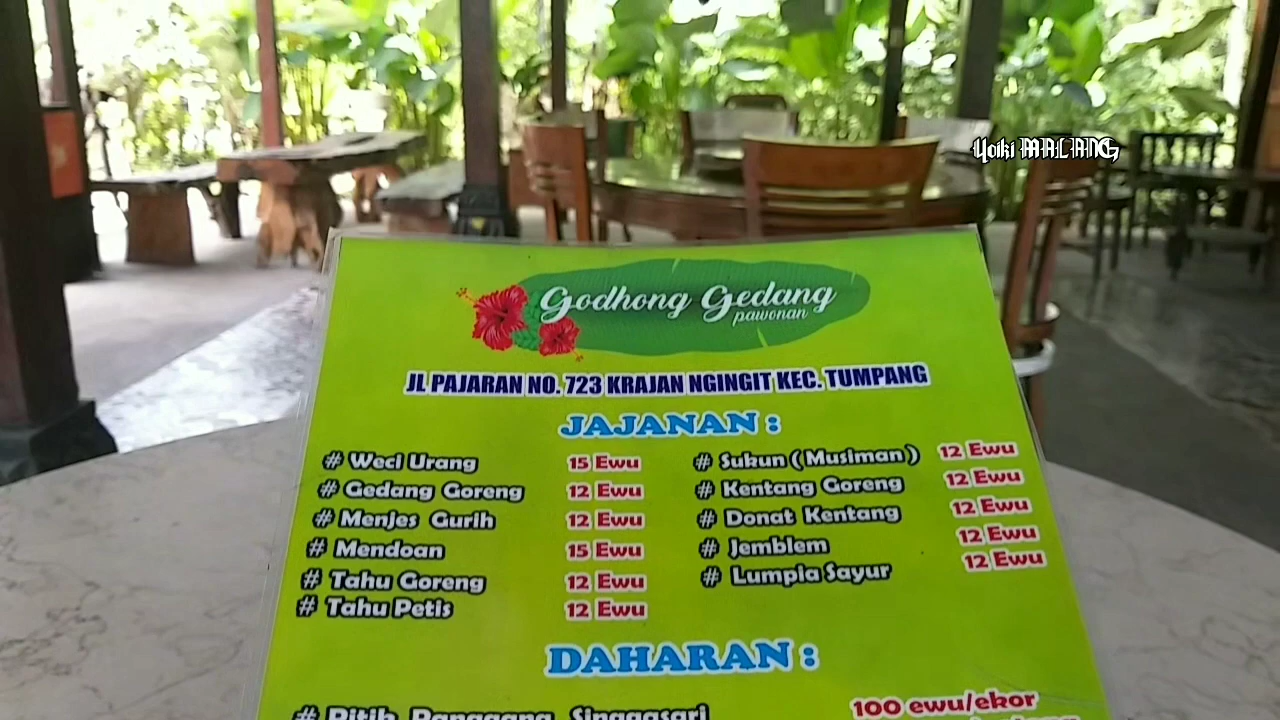 Yoiki MALANG
Godhong Gedang
pawonan
JL PAJARAN NO. 723 KRAJAN NGINGIT KEC. TUMPANG
JAJANAN :
# Weci Urang 15 Ewu
# Gedang Goreng 12 Ewu
# Menjes Gurih 12 Ewu
# Mendoan 15 Ewu
# Tahu Goreng 12 Ewu
# Tahu Petis 12 Ewu
# Sukun ( Musiman ) 12 Ewu
# Kentang Goreng 12 Ewu
# Donat Kentang 12 Ewu
# Jemblem 12 Ewu
# Lumpia Sayur 12 Ewu
DAHARAN :
# Pitih Panggang Singgasari 100 ewu/ekor